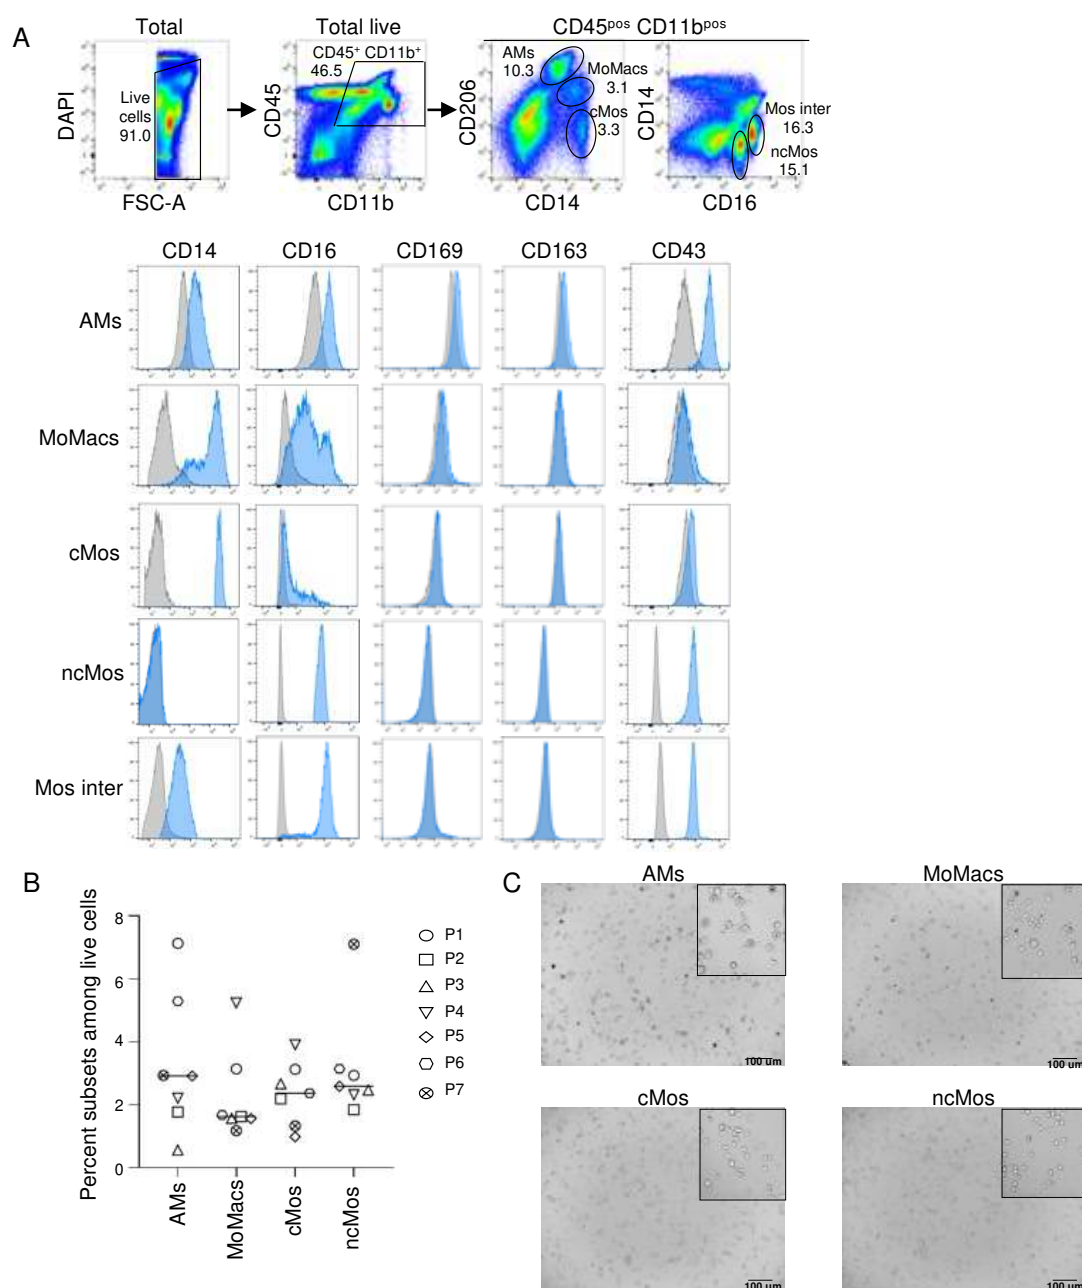 A
Total
Total live
CD45pos CD11bpos
DAPI
Live
cells
91.0
FSC-A
CD45
CD45+ CD11b+
46.5
CD11b
CD206
AMs
10.3
MoMacs
3.1
cMos
3.3
CD14
CD14
Mos inter
16.3
ncMos
15.1
CD16
CD14 CD16 CD169 CD163 CD43
AMs
MoMacs
cMos
ncMos
Mos inter
B
Percent subsets among live cells
8
6
4
2
0
AMs
MoMacs
cMos
ncMos
P1
P2
P3
P4
P5
P6
P7
C
AMs
100 um
MoMacs
100 um
cMos
100 um
ncMos
100 um